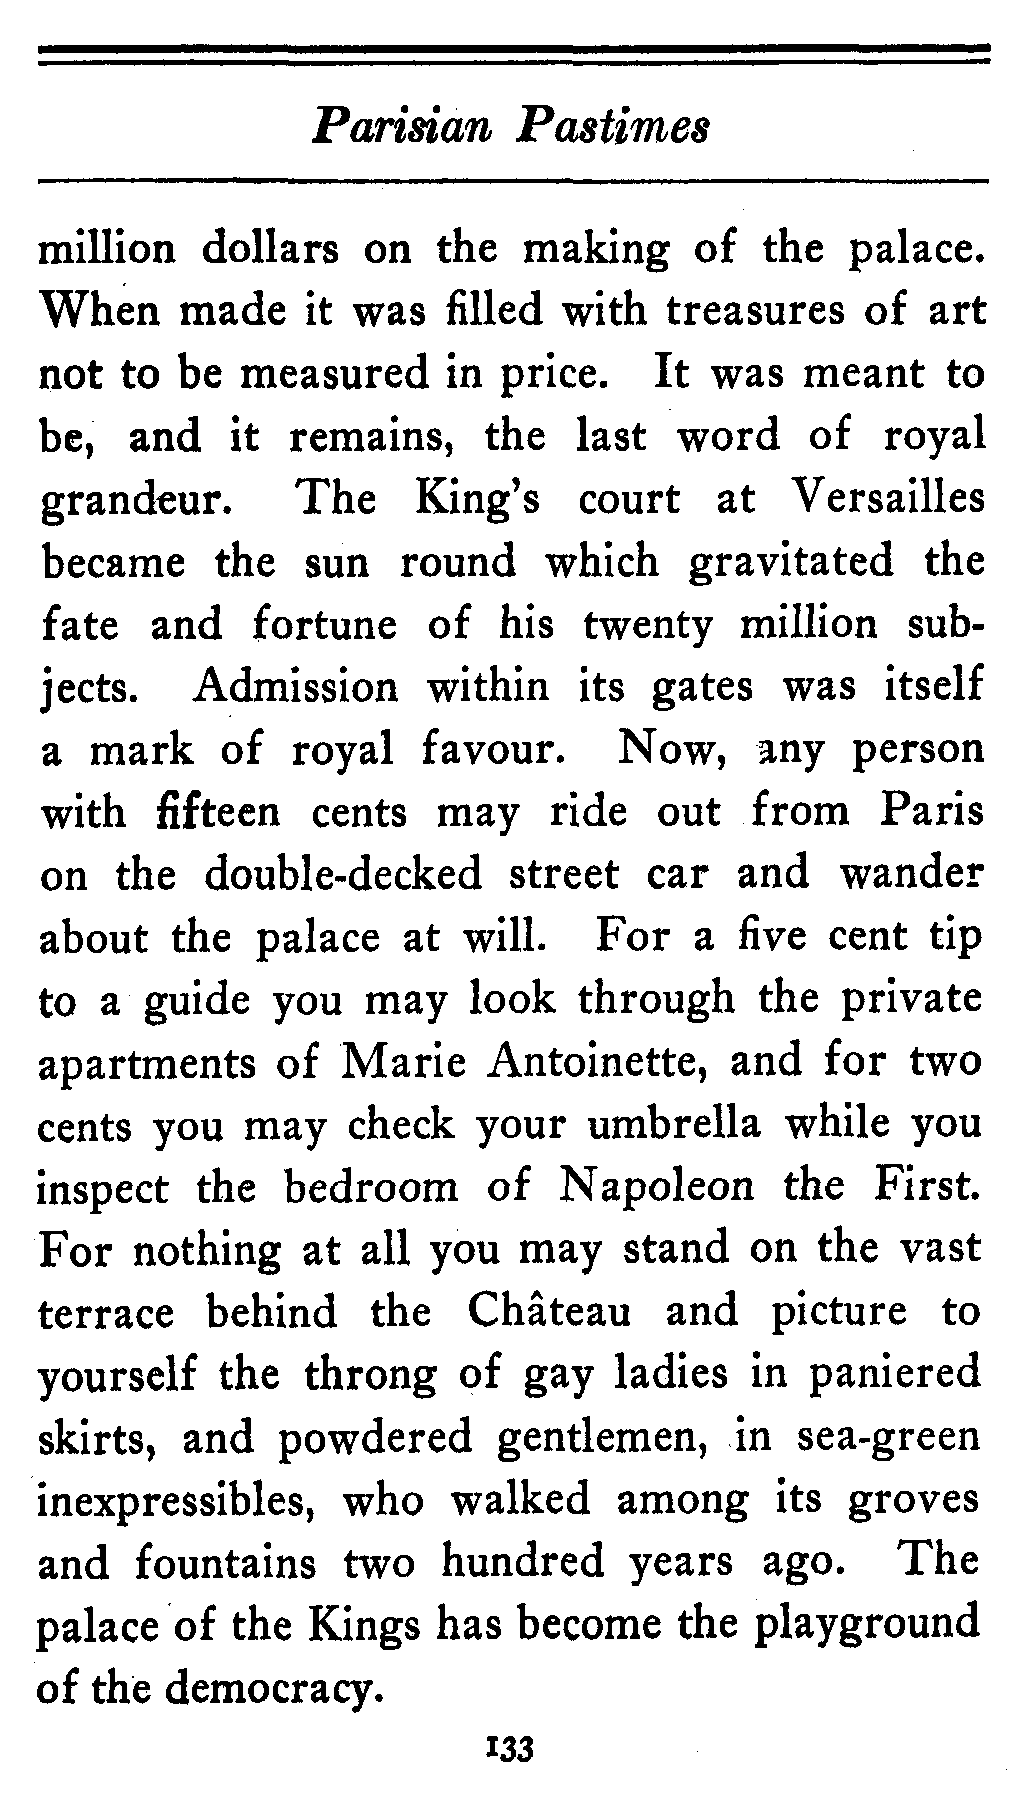 Parisian Pastimes
million dollars on the making of the palace.
When made it was filled with treasures of art
not to be measured in price. It was meant to
be, and it remains, the last word of royal
grandeur. The King's court at Versailles
became the sun round which gravitated the
fate and fortune of his twenty million sub-
jects. Admission within its gates was itself
a mark of royal favour. Now, any person
with fifteen cents may ride out from Paris
on the double-decked street car and wander
about the palace at will. For a five cent tip
to a guide you may look through the private
apartments of Marie Antoinette, and for two
cents you may check your umbrella while you
inspect the bedroom of Napoleon the First.
For nothing at all you may stand on the vast
terrace behind the Château and picture to
yourself the throng of gay ladies in paniered
skirts, and powdered gentlemen, in sea-green
inexpressibles, who walked among its groves
and fountains two hundred years ago. The
palace of the Kings has become the playground
of the democracy.
133